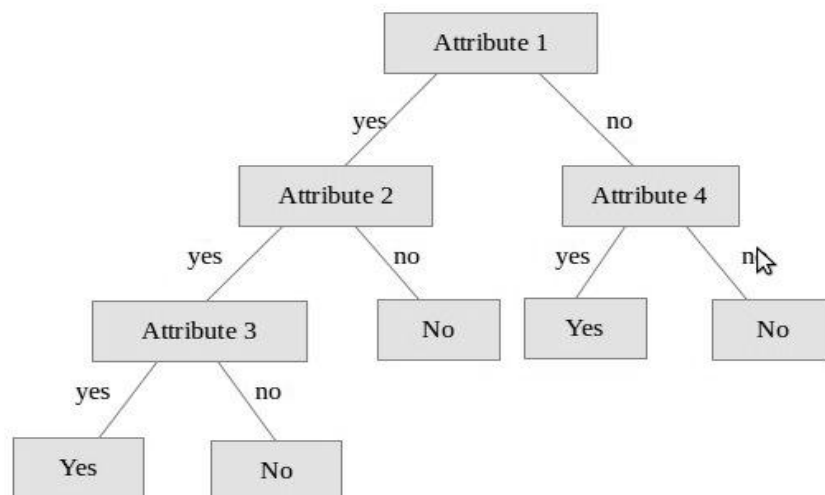 Attribute 1
yes
no
Attribute 2
Attribute 4
yes
no
yes
n
Attribute 3
No
Yes
No
yes
no
Yes
No